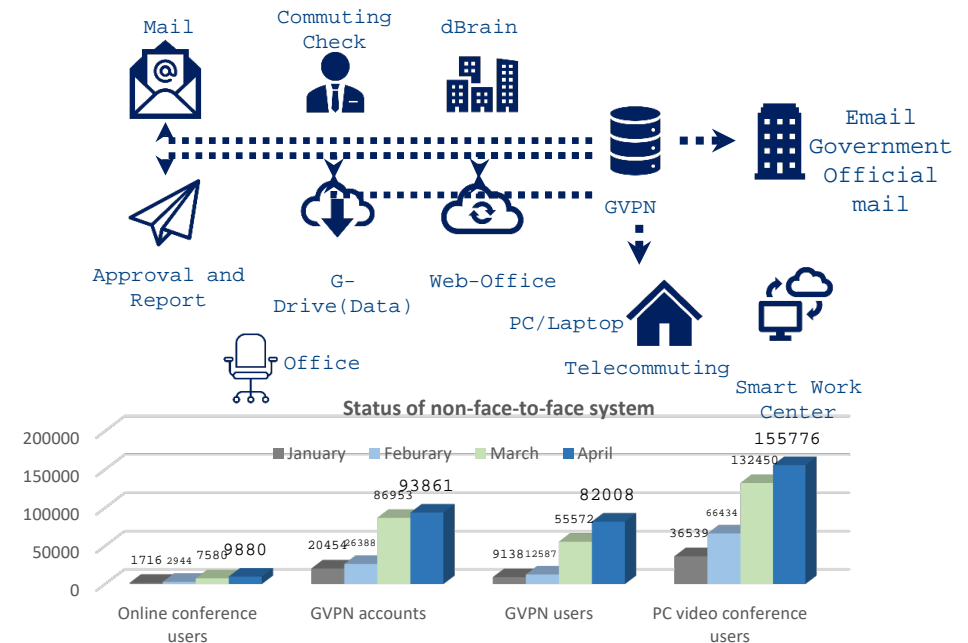 Mail
Commuting
Check
dBrain
Email
Government
Official
mail
GVPN
Approval and
Report
G-
Drive(Data)
Web-Office
PC/Laptop
Telecommuting
Office
Smart Work
Center
Status of non-face-to-face system
January Feburary March April
200000
150000
100000
50000
0
1716 2944 7580 9880
20454 26388 86953 93861
9138 12587 55572 82008
36539 66434 132450 155776
Online conference
users
GVPN accounts
GVPN users
PC video conference
users